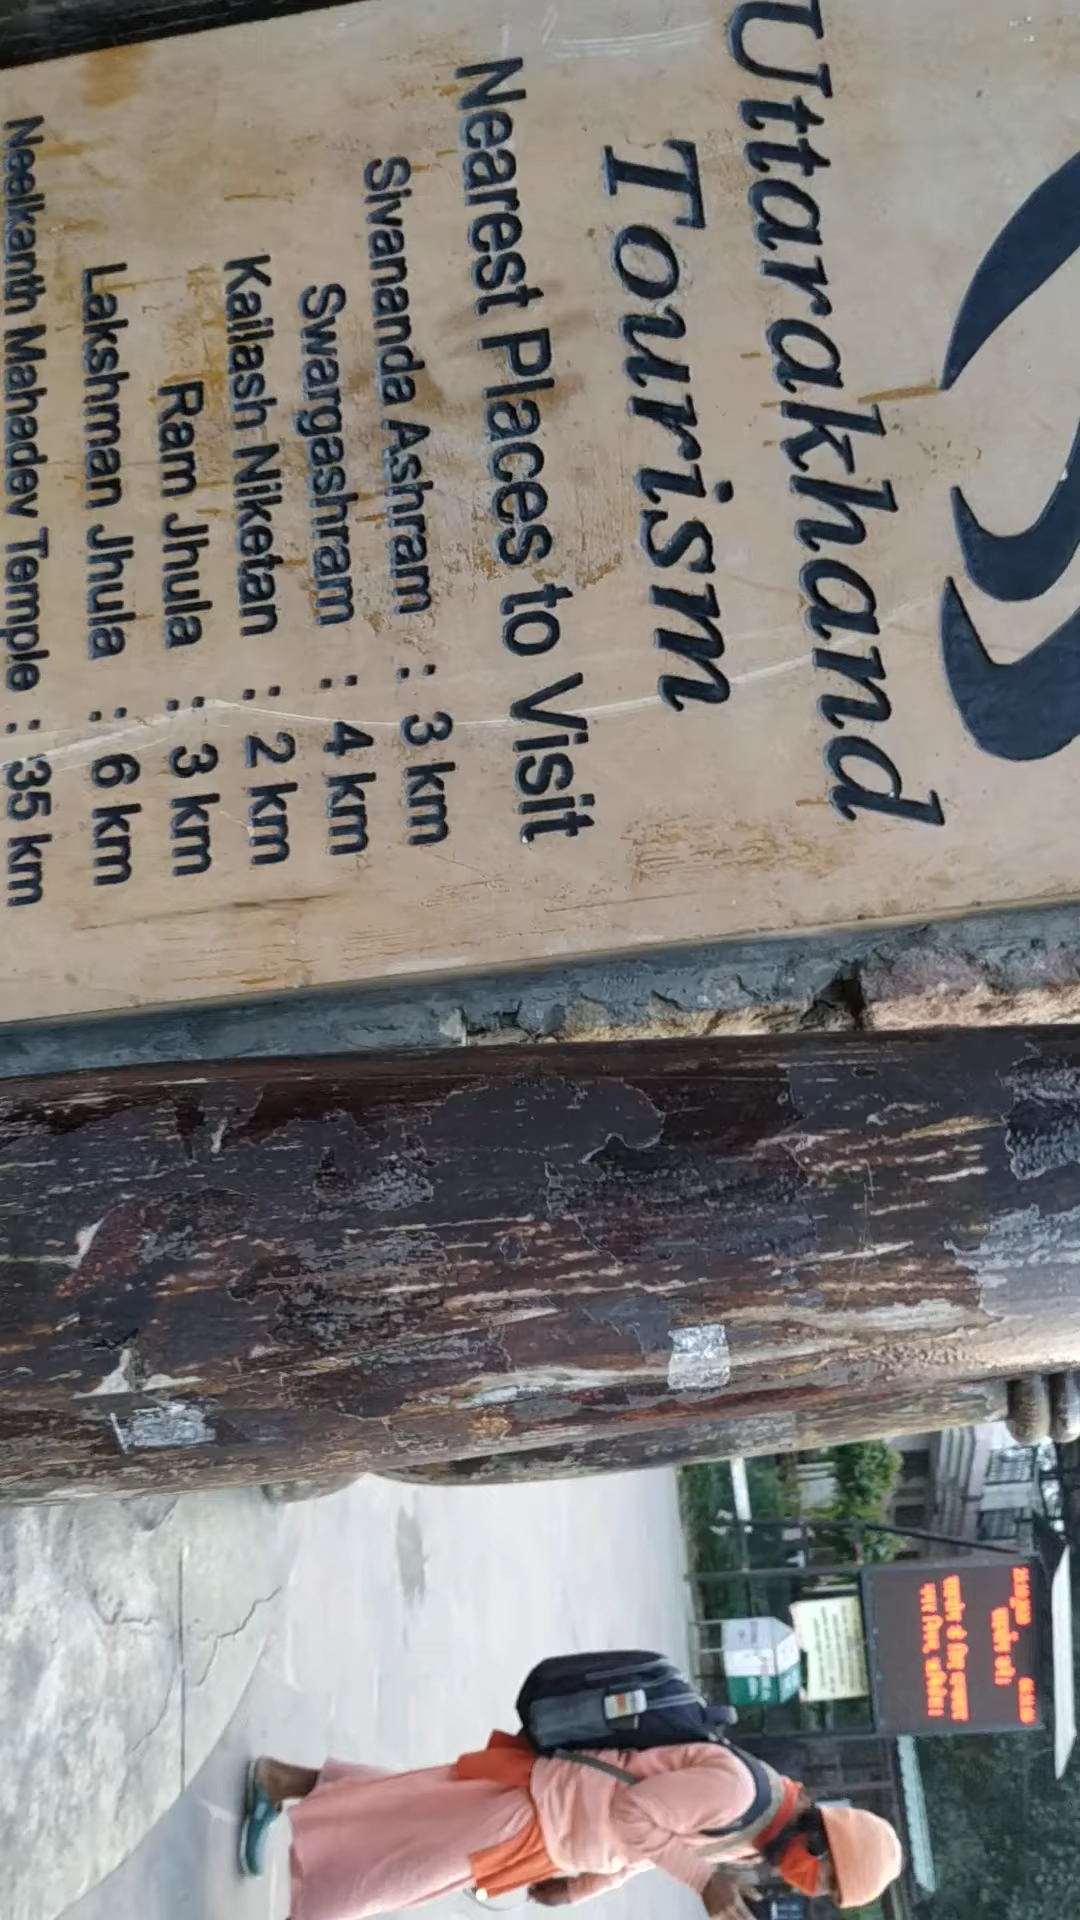 Uttarakhand
Tourism
Nearest Places to Visit
Sivananda Ashram : 3 km
Swargashram : 4 km
Kailash Niketan : 2 km
Ram Jhula : 3 km
Lakshman Jhula : 6 km
Neelkanth Mahadev Temple : 35 km